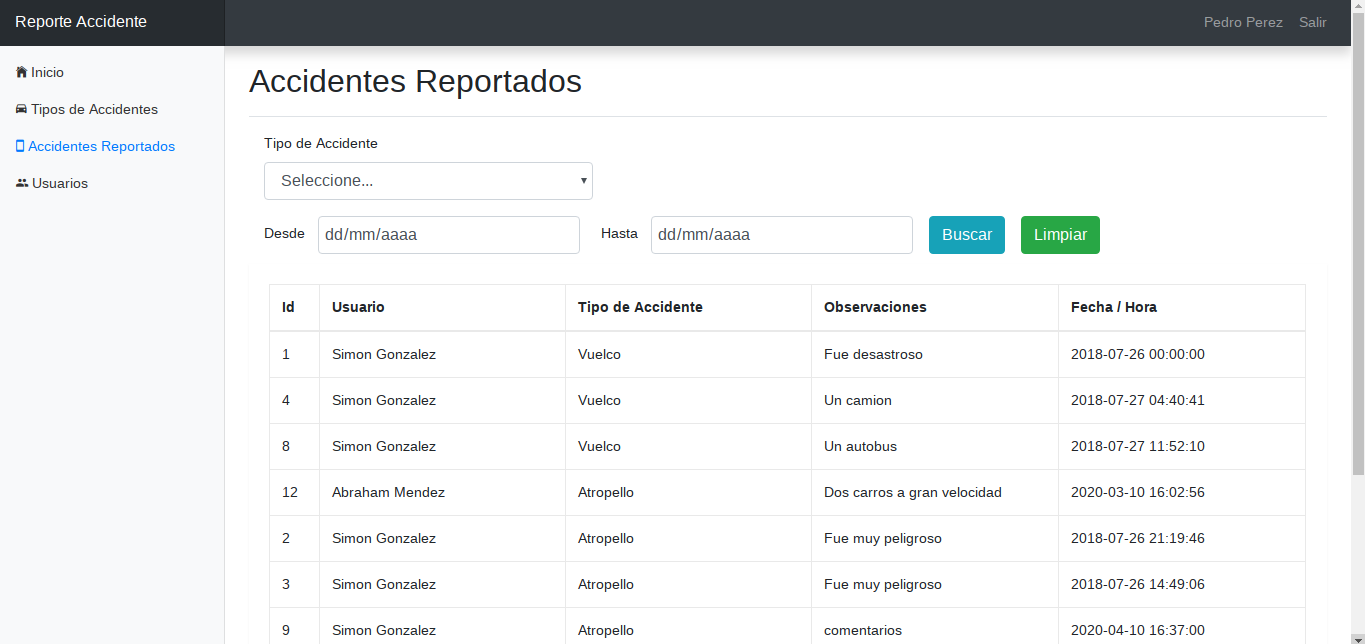 Reporte Accidente
Pedro Perez Salir
Inicio
Tipos de Accidentes
Accidentes Reportados
Usuarios
Accidentes Reportados
Tipo de Accidente
Seleccione...
Desde dd/mm/aaaa Hasta dd/mm/aaaa Buscar Limpiar
Id Usuario Tipo de Accidente Observaciones Fecha / Hora
1 Simon Gonzalez Vuelco Fue desastroso 2018-07-26 00:00:00
4 Simon Gonzalez Vuelco Un camion 2018-07-27 04:40:41
8 Simon Gonzalez Vuelco Un autobus 2018-07-27 11:52:10
12 Abraham Mendez Atropello Dos carros a gran velocidad 2020-03-10 16:02:56
2 Simon Gonzalez Atropello Fue muy peligroso 2018-07-26 21:19:46
3 Simon Gonzalez Atropello Fue muy peligroso 2018-07-26 14:49:06
9 Simon Gonzalez Atropello comentarios 2020-04-10 16:37:00